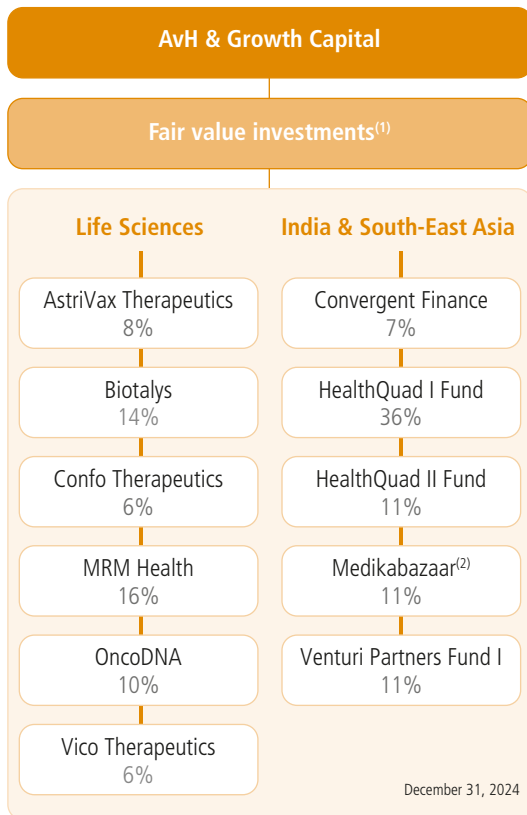 AvH & Growth Capital
Fair value investments(1)
Life Sciences
AstriVax Therapeutics
8%
Biotalys
14%
Confo Therapeutics
6%
MRM Health
16%
OncoDNA
10%
Vico Therapeutics
6%
India & South-East Asia
Convergent Finance
7%
HealthQuad I Fund
36%
HealthQuad II Fund
11%
Medikabazaar(2)
11%
Venturi Partners Fund I
11%
December 31, 2024